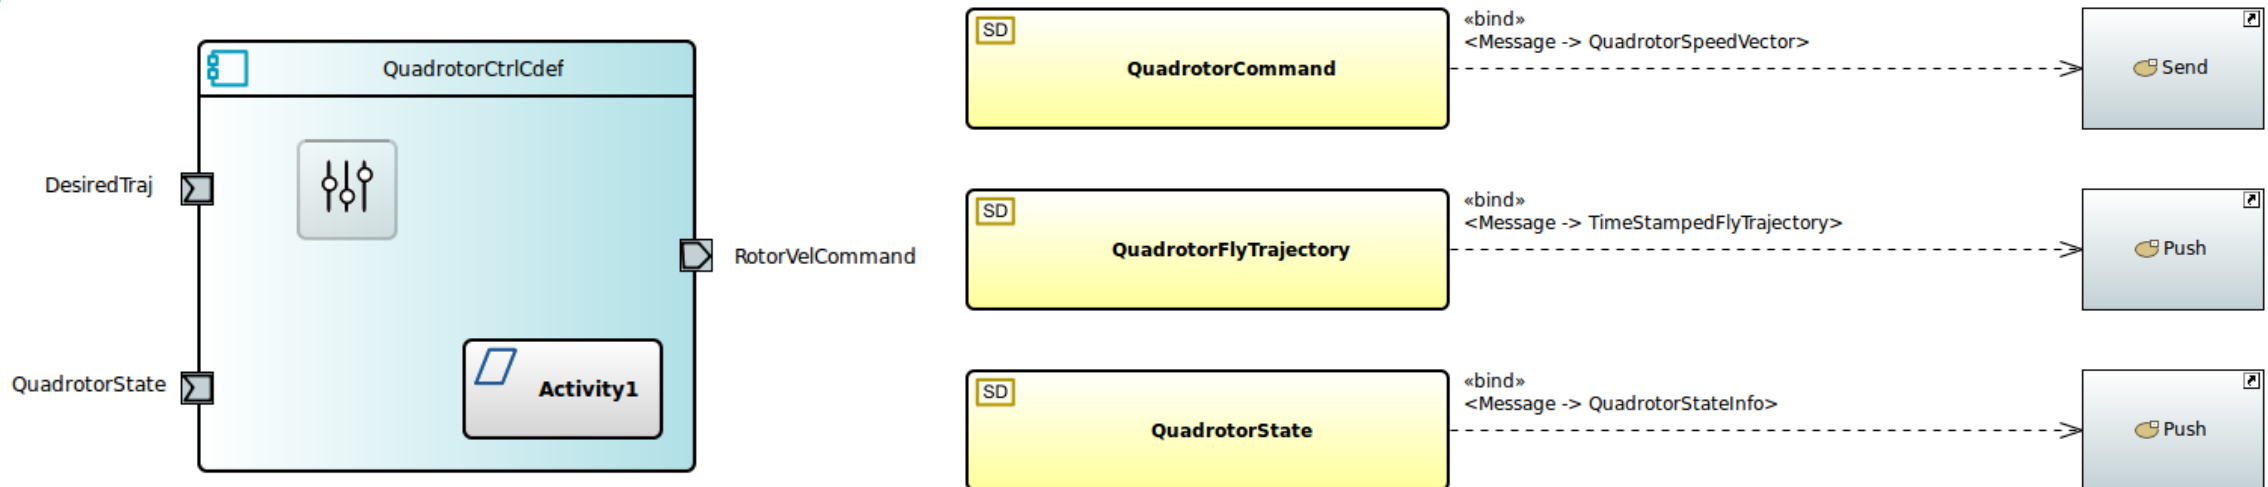 QuadrotorCtrlCdef
DesiredTraj
RotorVelCommand
QuadrotorState
Activity1
SD
QuadrotorCommand
«bind»
<Message -> QuadrotorSpeedVector>
Send
SD
QuadrotorFlyTrajectory
«bind»
<Message -> TimeStampedFlyTrajectory>
Push
SD
QuadrotorState
«bind»
<Message -> QuadrotorStateInfo>
Push